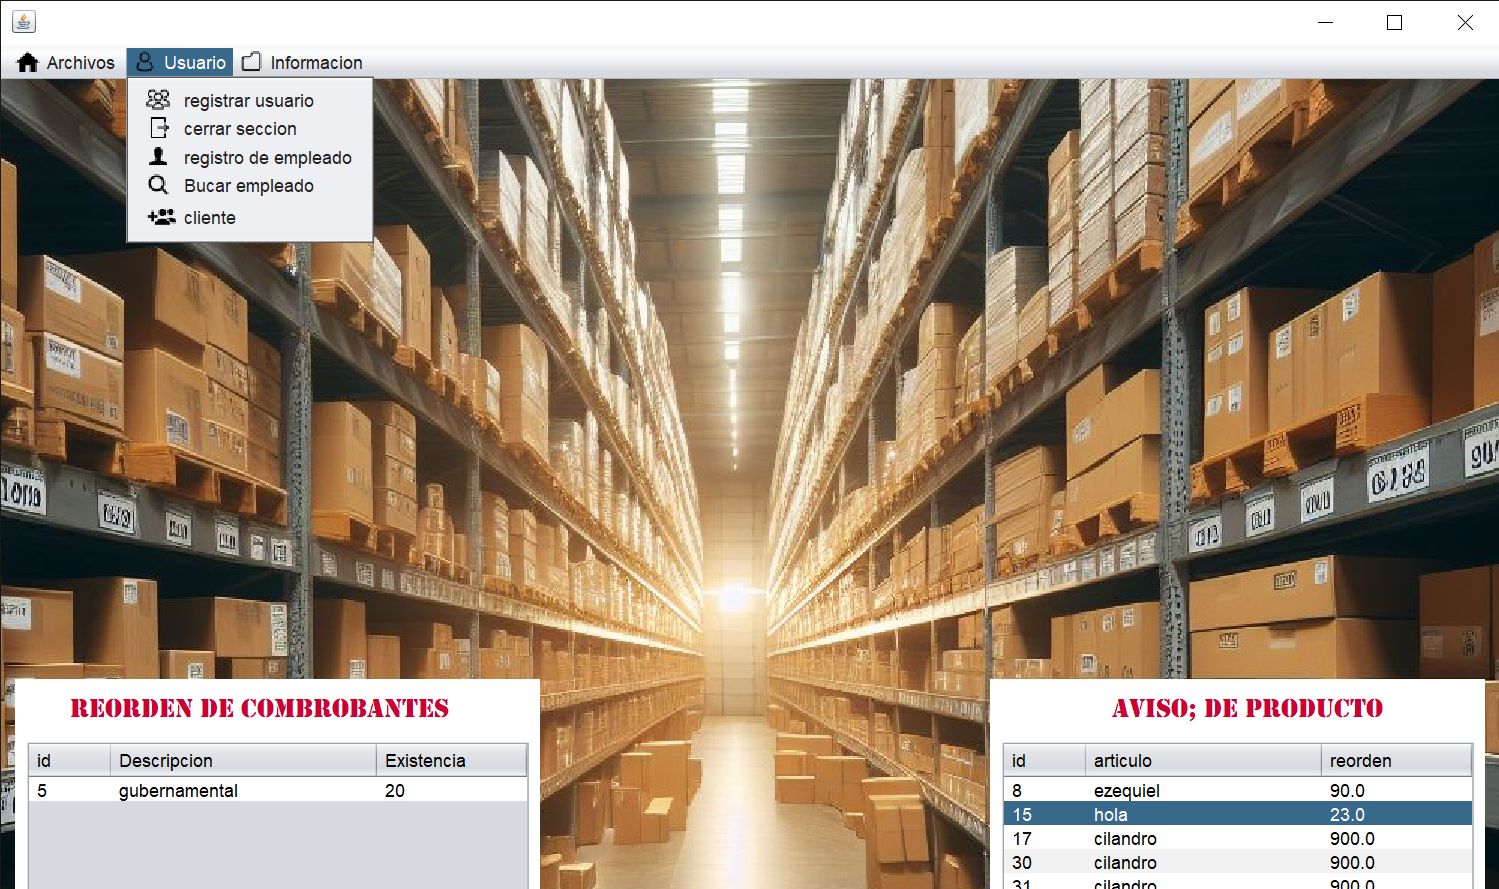 Archivos Usuario Informacion
registrar usuario
cerrar seccion
registro de empleado
Bucar empleado
cliente
REORDEN DE COMBROBANTES
id Descripcion Existencia
5 gubernamental 20
AVISO; DE PRODUCTO
id articulo reorden
8 ezequiel 90.0
15 hola 23.0
17 cilandro 900.0
30 cilandro 900.0
31 cilandro 900.0